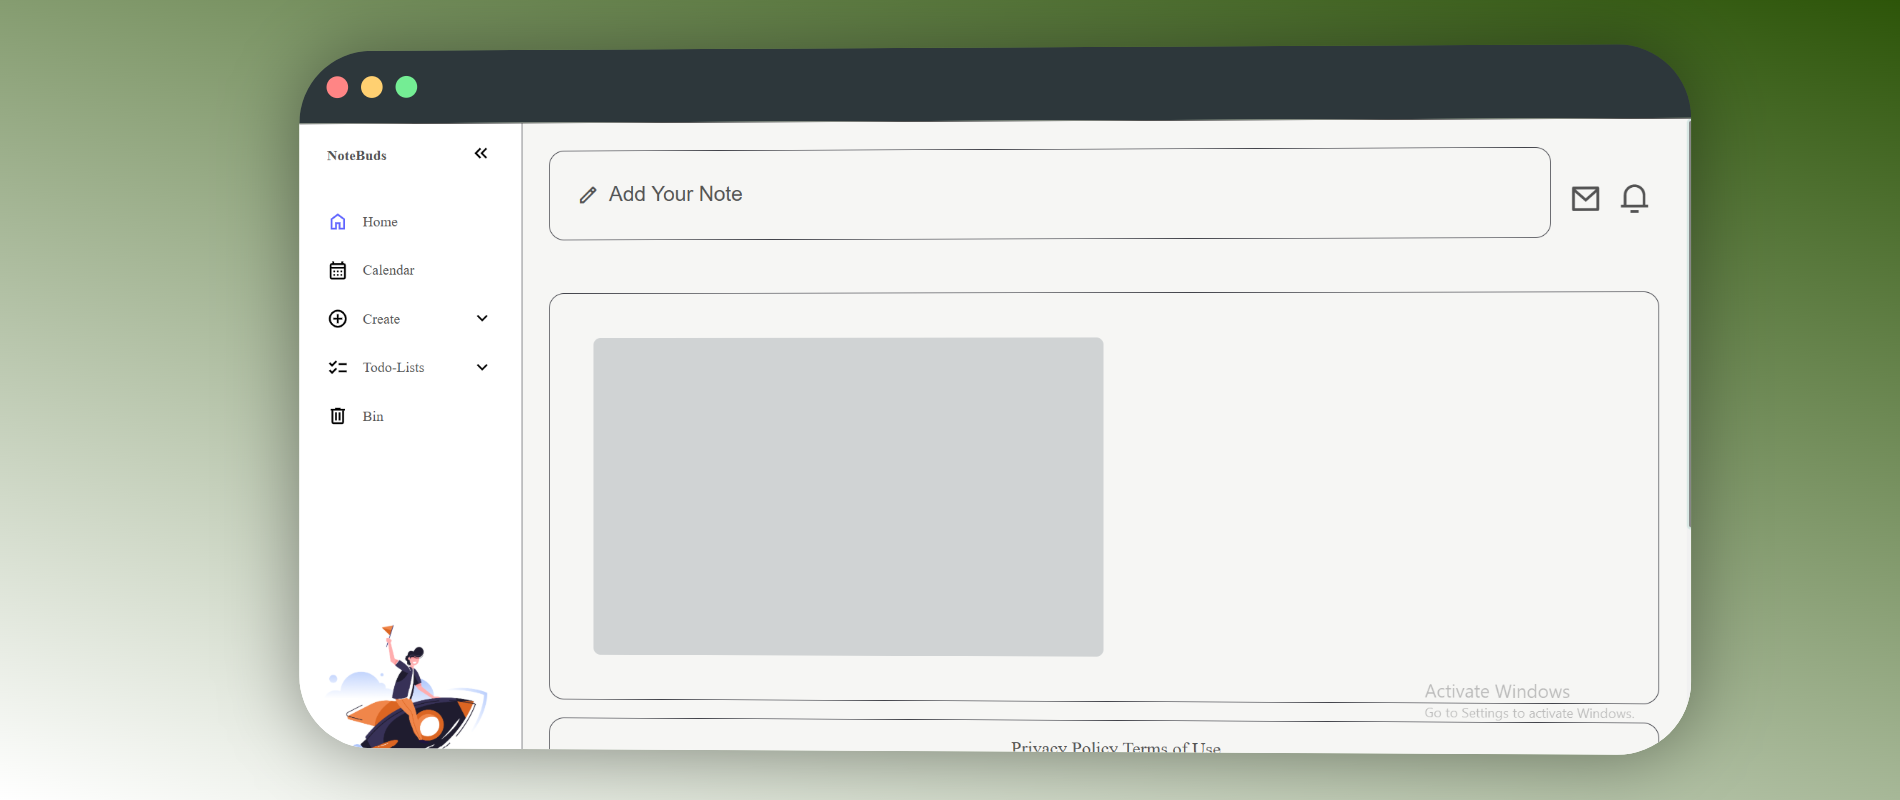 NoteBuds
Home
Calendar
Create
Todo-Lists
Bin
Add Your Note
Activate Windows
Go to Settings to activate Windows.
Privacy Policy Terms of Use